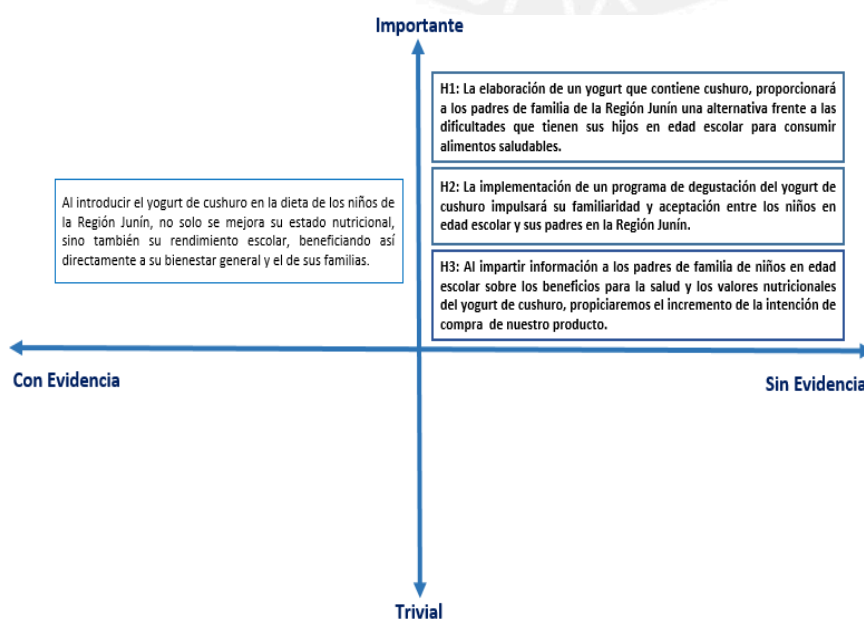 Importante
H1: La elaboración de un yogurt que contiene cushuro, proporcionará
a los padres de familia de la Región Junín una alternativa frente a las
dificultades que tienen sus hijos en edad escolar para consumir
alimentos saludables.
Al introducir el yogurt de cushuro en la dieta de los niños de
la Región Junín, no solo se mejora su estado nutricional,
sino también su rendimiento escolar, beneficiando así
directamente a su bienestar general y el de sus familias.
H2: La implementación de un programa de degustación del yogurt de
cushuro impulsará su familiaridad y aceptación entre los niños en
edad escolar y sus padres en la Región Junín.
H3: Al impartir información a los padres de familia de niños en edad
escolar sobre los beneficios para la salud y los valores nutricionales
del yogurt de cushuro, propiciaremos el incremento de la intención de
compra de nuestro producto.
Con Evidencia
Sin Evidencia
Trivial